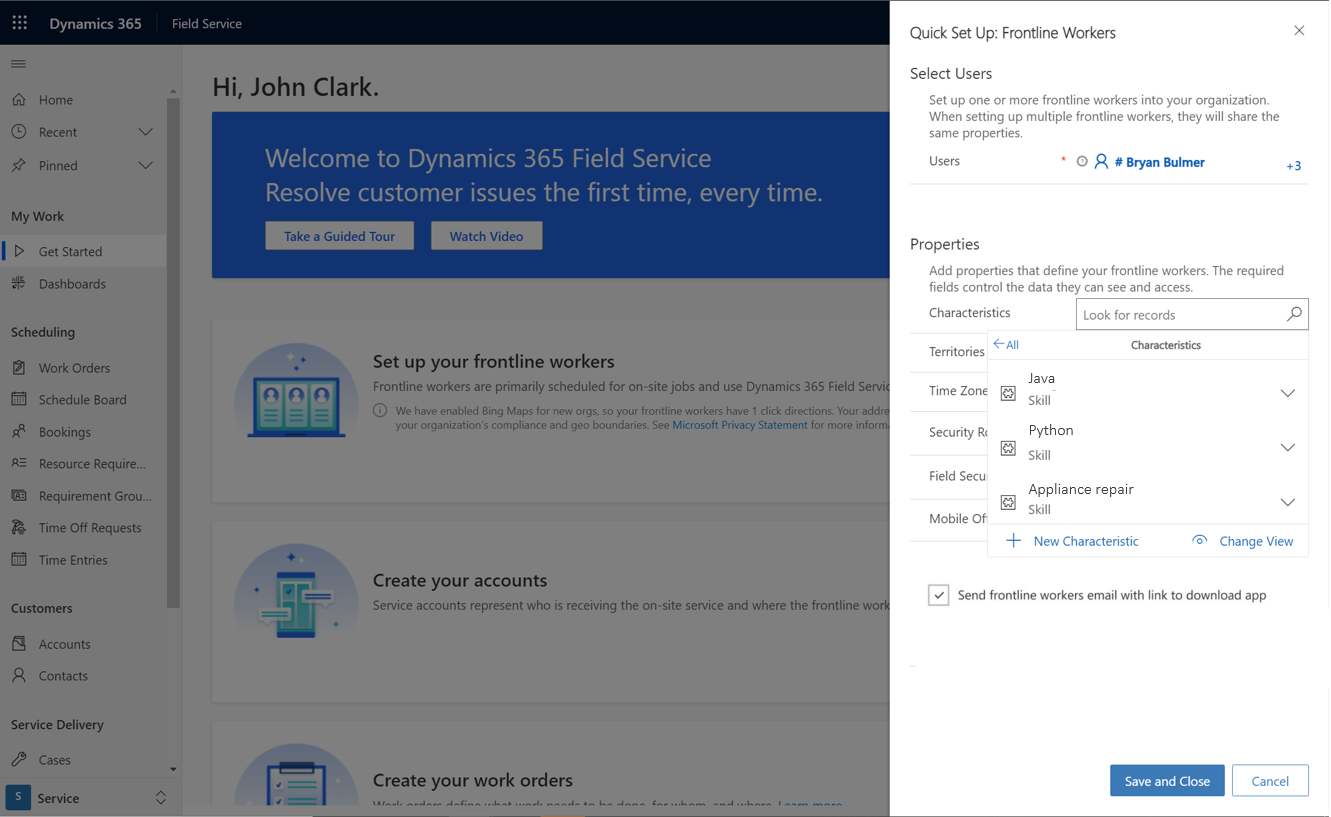 Dynamics 365
Field Service
Home
Recent
Pinned
My Work
Get Started
Dashboards
Scheduling
Work Orders
Schedule Board
Bookings
Resource Require...
Requirement Grou...
Time Off Requests
Time Entries
Customers
Accounts
Contacts
Service Delivery
Cases
S
Service
Hi, John Clark.
Welcome to Dynamics 365 Field Service
Resolve customer issues the first time, every time.
Take a Guided Tour
Watch Video
Set up your frontline workers
Frontline workers are primarily scheduled for on-site jobs and use Dynamics 365 Field Servic
We have enabled Bing Maps for new orgs, so your frontline workers have 1 click directions. Your addre
your organization's compliance and geo boundaries. See Microsoft Privacy Statement for more informa
Create your accounts
Service accounts represent who is receiving the on-site service and where the frontline work
Create your work orders
Work orders define what work needs to be done, for whom, and where. Learn more
Quick Set Up: Frontline Workers
Select Users
Set up one or more frontline workers into your organization.
When setting up multiple frontline workers, they will share the
same properties.
Users
*
# Bryan Bulmer
+3
Properties
Add properties that define your frontline workers. The required
fields control the data they can see and access.
Characteristics
Look for records
Territories
Time Zone
Security Ro
Field Secu
Mobile Off
All
Characteristics
Java
Skill
Python
Skill
Appliance repair
Skill
New Characteristic
Change View
Send frontline workers email with link to download app
Save and Close
Cancel